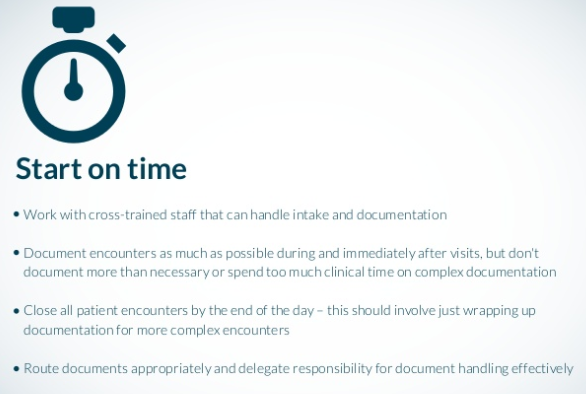 Start on time
• Work with cross-trained staff that can handle intake and documentation
• Document encounters as much as possible during and immediately after visits, but don't
document more than necessary or spend too much clinical time on complex documentation
• Close all patient encounters by the end of the day – this should involve just wrapping up
documentation for more complex encounters
• Route documents appropriately and delegate responsibility for document handling effectively